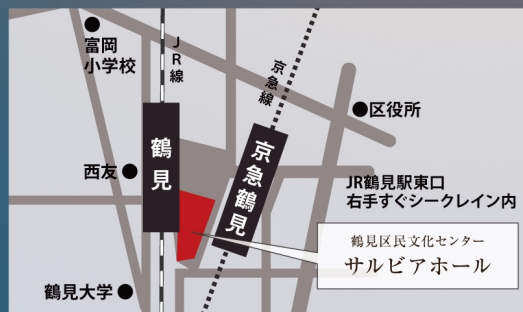 富岡
小学校
JR線
京急線
区役所
鶴見
京急鶴見
西友
JR鶴見駅東口
右手すぐシークレイン内
鶴見区民文化センター
サルビアホール
鶴見大学